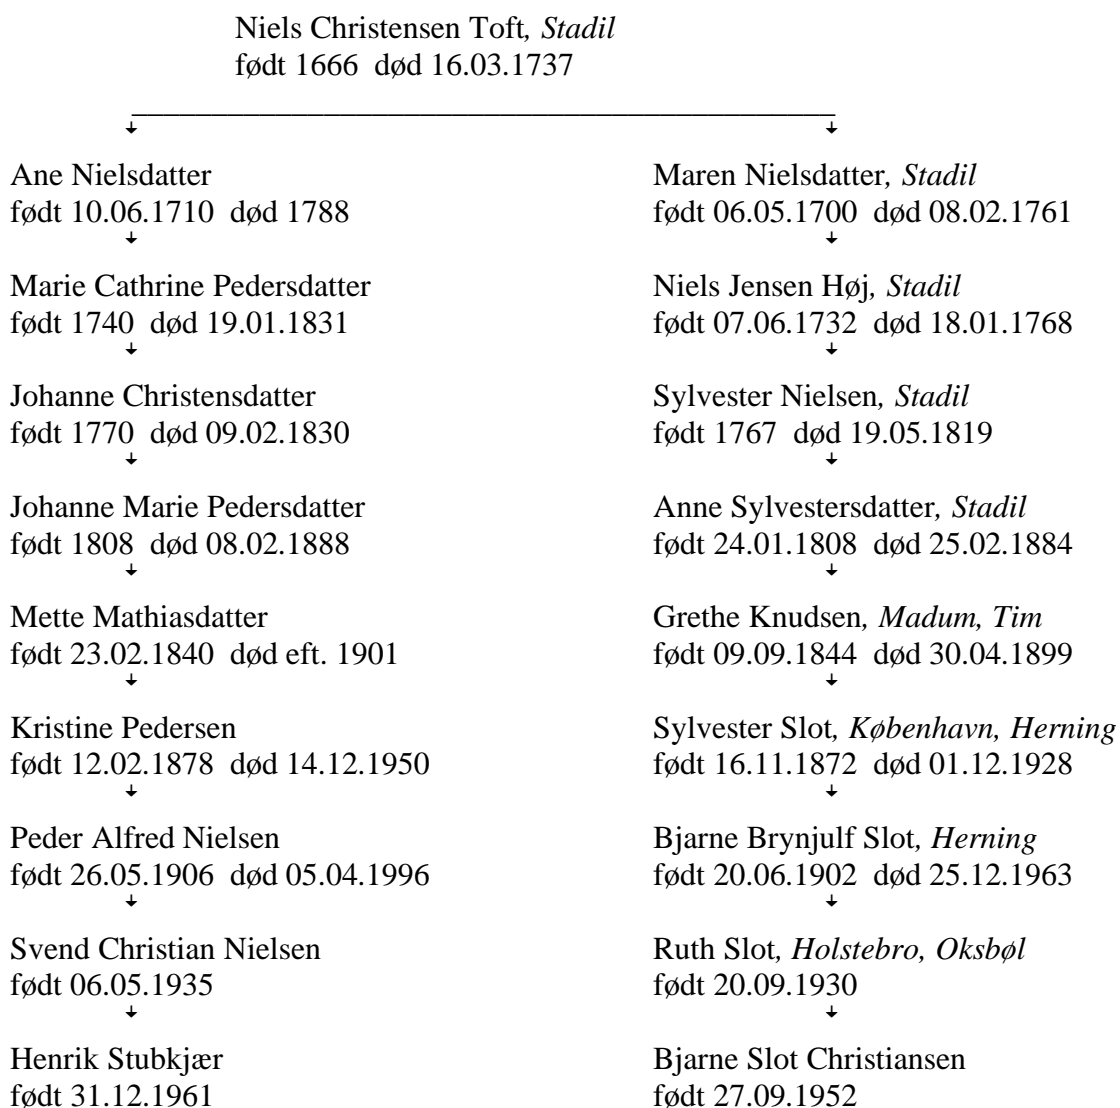 Niels Christensen Toft, Stadil
født 1666 død 16.03.1737
Ane Nielsdatter
født 10.06.1710 død 1788
Maren Nielsdatter, Stadil
født 06.05.1700 død 08.02.1761
Marie Cathrine Pedersdatter
født 1740 død 19.01.1831
Niels Jensen Høj, Stadil
født 07.06.1732 død 18.01.1768
Johanne Christensdatter
født 1770 død 09.02.1830
Sylvester Nielsen, Stadil
født 1767 død 19.05.1819
Johanne Marie Pedersdatter
født 1808 død 08.02.1888
Anne Sylvestersdatter, Stadil
født 24.01.1808 død 25.02.1884
Mette Mathiasdatter
født 23.02.1840 død eft. 1901
Grethe Knudsen, Madum, Tim
født 09.09.1844 død 30.04.1899
Kristine Pedersen
født 12.02.1878 død 14.12.1950
Sylvester Slot, København, Herning
født 16.11.1872 død 01.12.1928
Peder Alfred Nielsen
født 26.05.1906 død 05.04.1996
Bjarne Brynjulf Slot, Herning
født 20.06.1902 død 25.12.1963
Svend Christian Nielsen
født 06.05.1935
Ruth Slot, Holstebro, Oksbøl
født 20.09.1930
Henrik Stubkjær
født 31.12.1961
Bjarne Slot Christiansen
født 27.09.1952